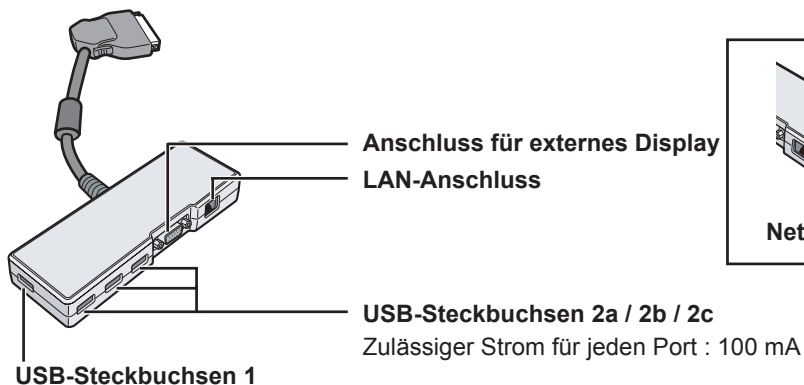 Anschluss für externes Display
LAN-Anschluss
USB-Steckbuchsen 2a / 2b / 2c
Zulässiger Strom für jeden Port : 100 mA
USB-Steckbuchsen 1